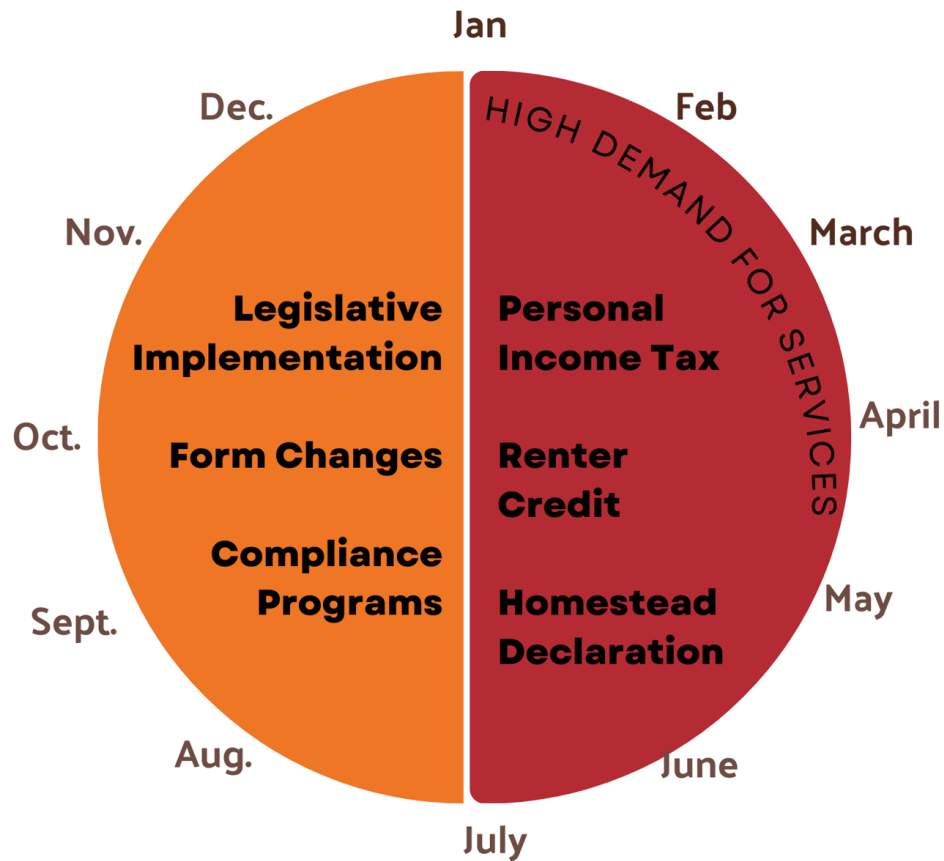 Jan
Feb
March
April
May
June
July
Aug.
Sept.
Oct.
Nov.
Dec.
HIGH DEMAND FOR SERVICES
Legislative
Implementation
Form Changes
Compliance
Programs
Personal
Income Tax
Renter
Credit
Homestead
Declaration